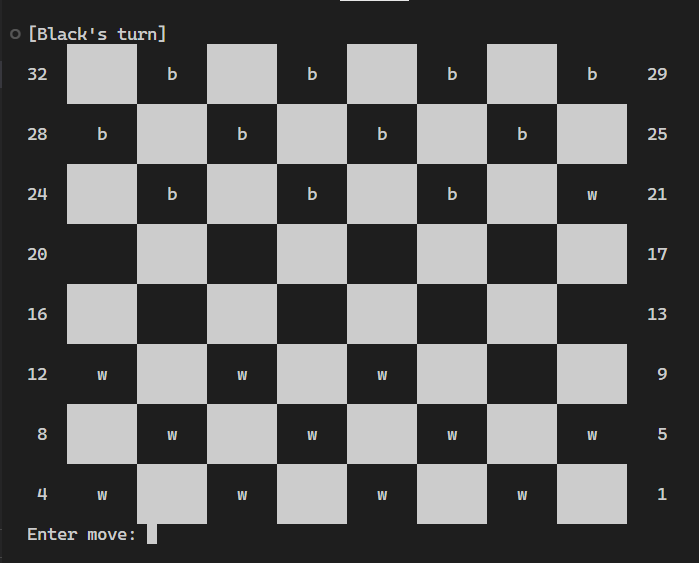 [Black's turn]
32 b b b b 29
28 b b b b 25
24 b b b w 21
20 17
16 13
12 w w w 9
8 w w w w 5
4 w w w w 1
Enter move: